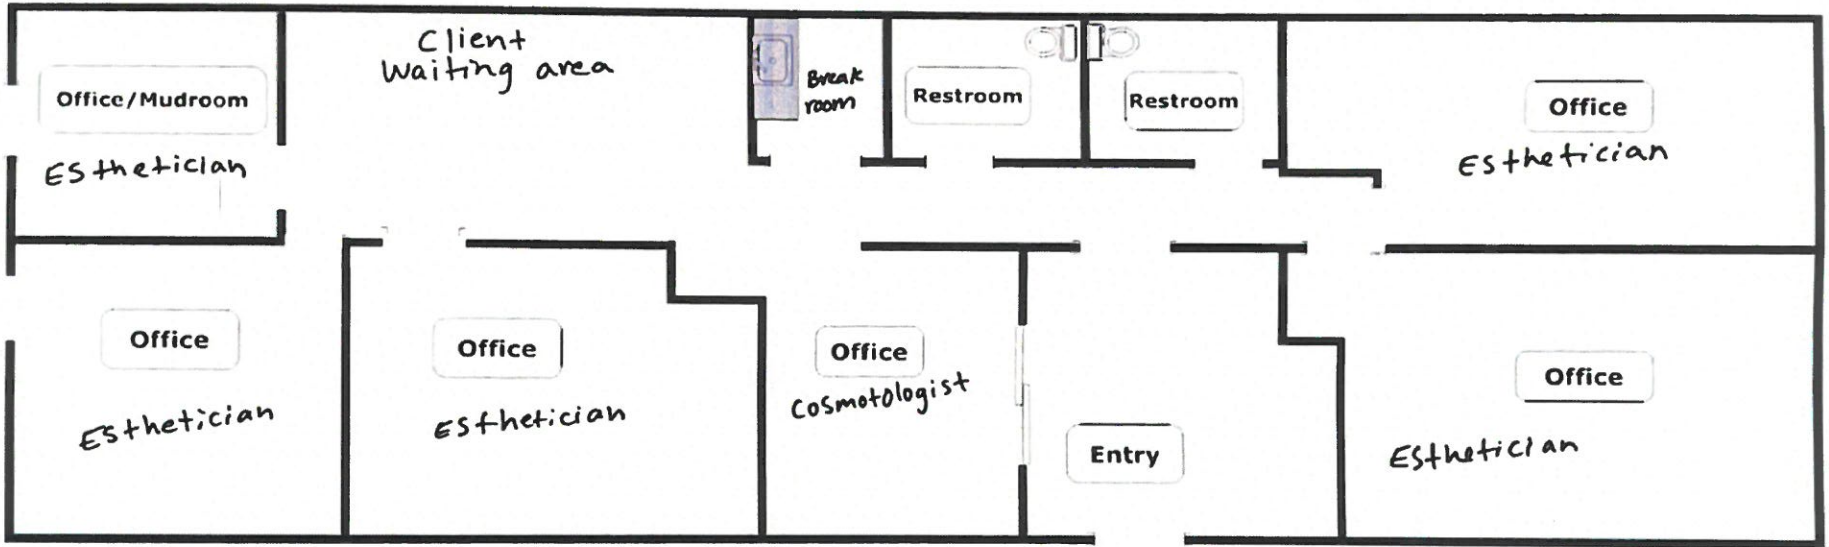 Client
Waiting area
Office/Mudroom
Esthetician
Break
room
Restroom
Restroom
Office
Esthetician
Office
Esthetician
Office
Esthetician
Office
Cosmotologist
Entry
Office
Esthetician